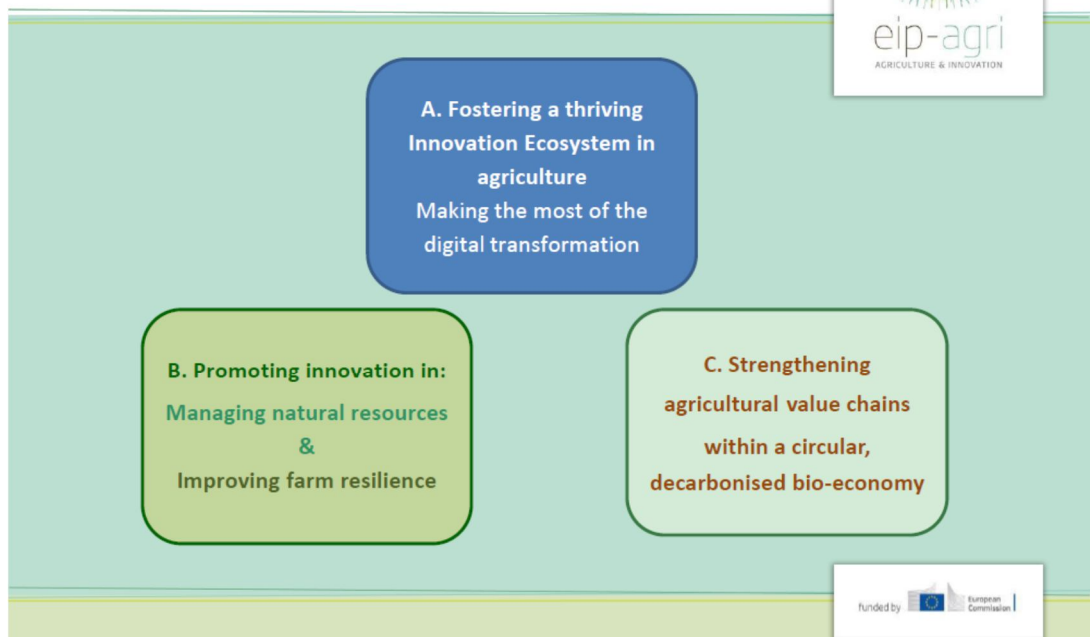 eip-agri
AGRICULTURE & INNOVATION
A. Fostering a thriving
Innovation Ecosystem in
agriculture
Making the most of the
digital transformation
B. Promoting innovation in:
Managing natural resources
&
Improving farm resilience
C. Strengthening
agricultural value chains
within a circular,
decarbonised bio-economy
funded by
European
Commission